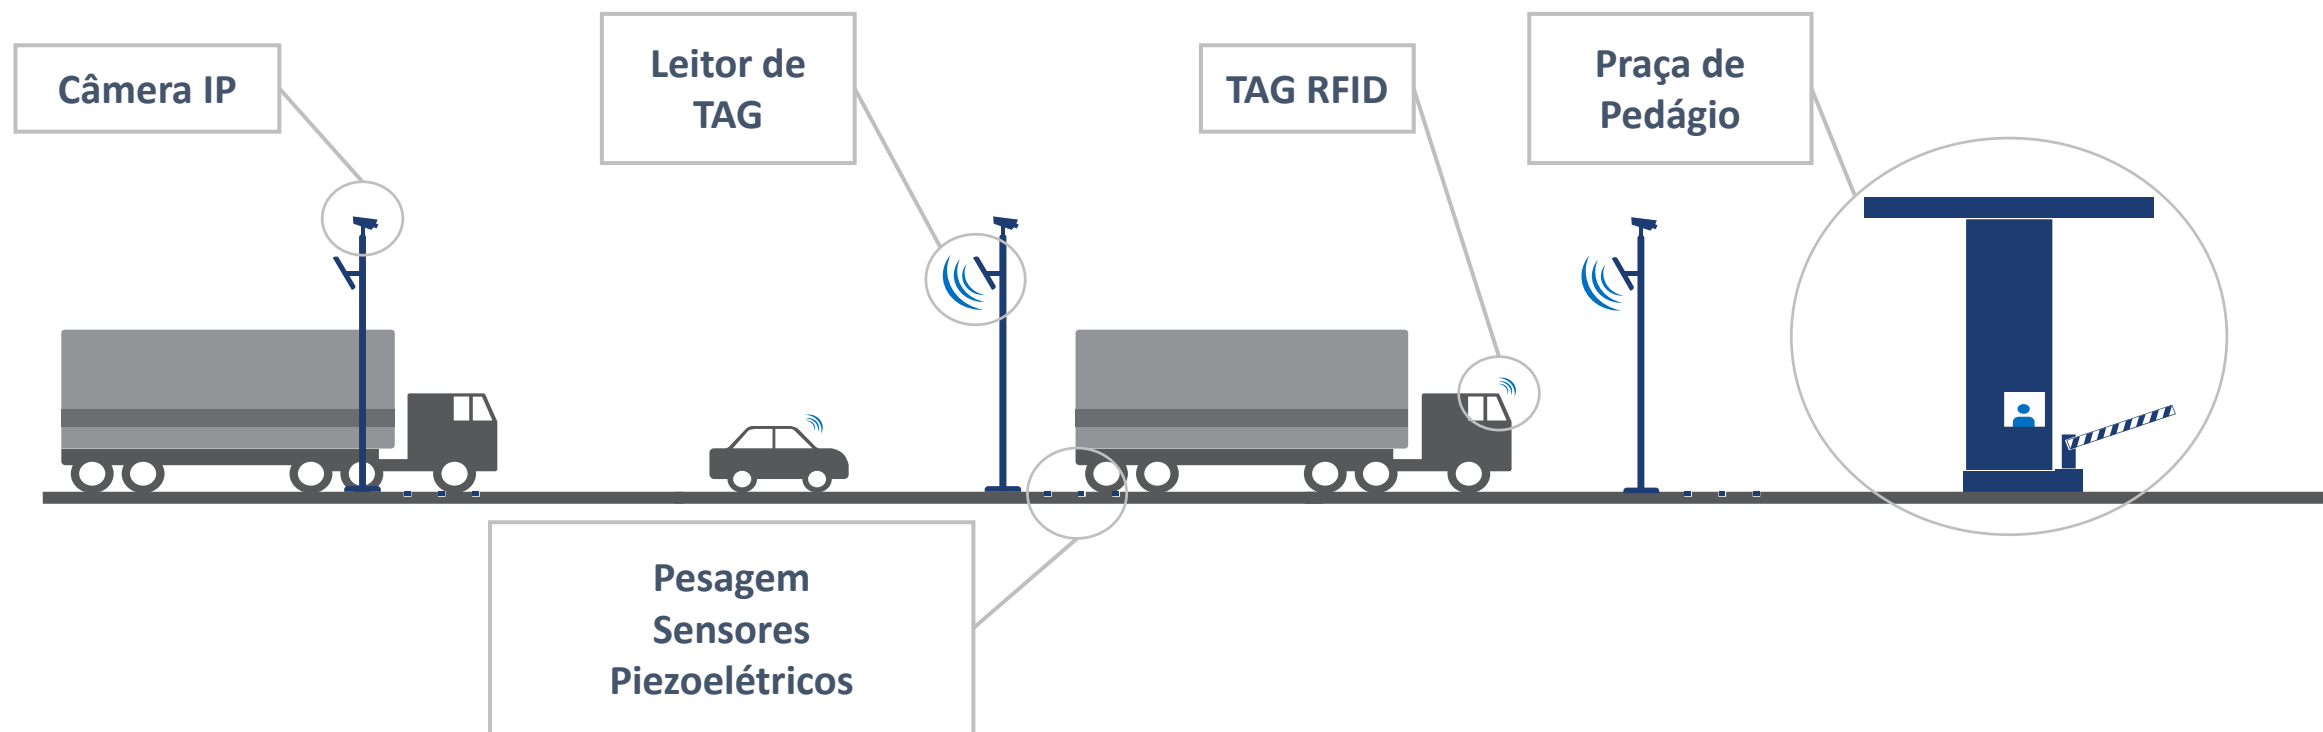 Câmera IP
Leitor de
TAG
TAG RFID
Praça de
Pedágio
Pesagem
Sensores
Piezoelétricos